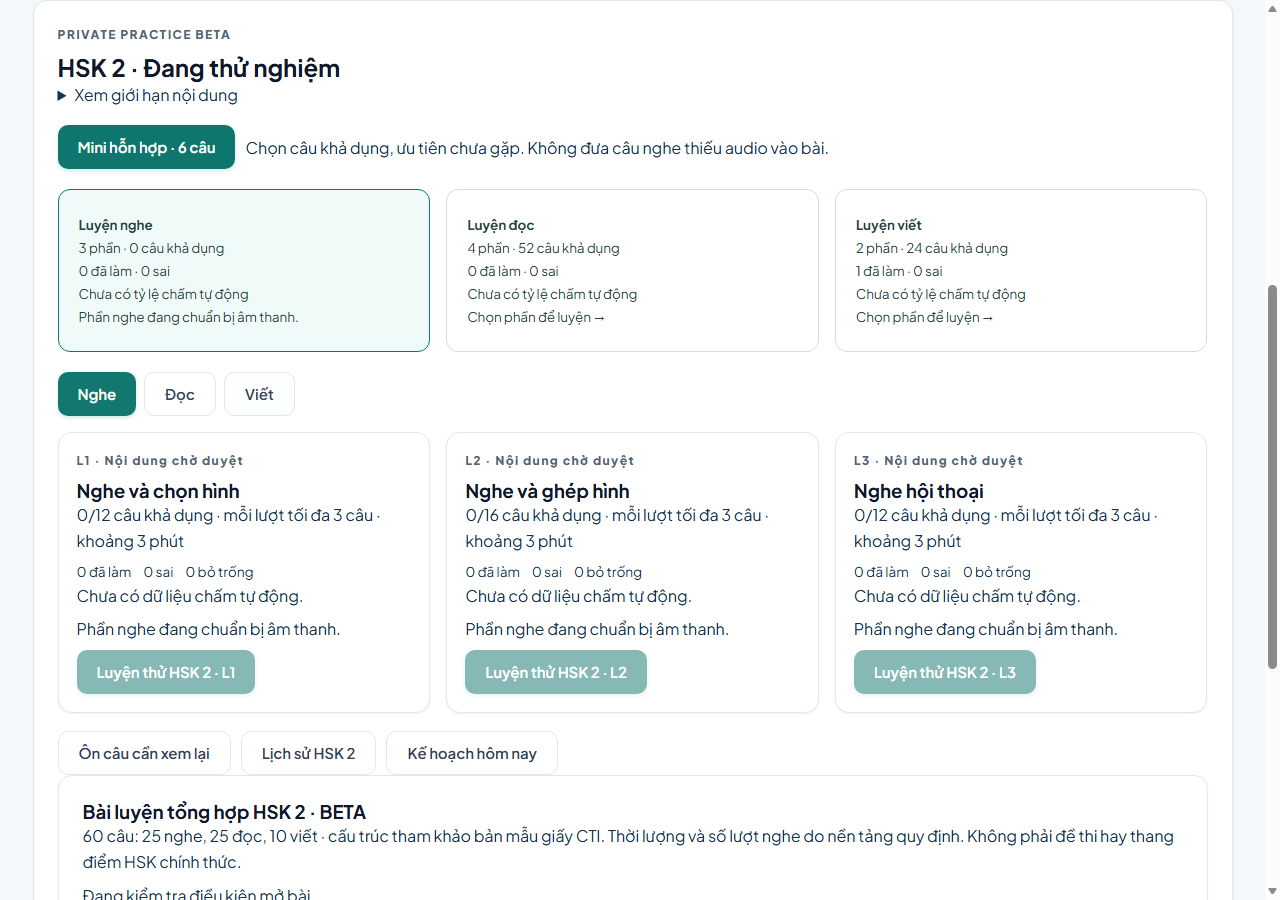 PRIVATE PRACTICE BETA
HSK 2 · Đang thử nghiệm
Xem giới hạn nội dung
Mini hỗn hợp · 6 câu
Chọn câu khả dụng, ưu tiên chưa gặp. Không đưa câu nghe thiếu audio vào bài.
Luyện nghe
3 phần · 0 câu khả dụng
0 đã làm · 0 sai
Chưa có tỷ lệ chấm tự động
Phần nghe đang chuẩn bị âm thanh.
Luyện đọc
4 phần · 52 câu khả dụng
0 đã làm · 0 sai
Chưa có tỷ lệ chấm tự động
Chọn phần để luyện →
Luyện viết
2 phần · 24 câu khả dụng
1 đã làm · 0 sai
Chưa có tỷ lệ chấm tự động
Chọn phần để luyện →
Nghe
Đọc
Viết
L1 · Nội dung chờ duyệt
Nghe và chọn hình
0/12 câu khả dụng · mỗi lượt tối đa 3 câu ·
khoảng 3 phút
0 đã làm 0 sai 0 bỏ trống
Chưa có dữ liệu chấm tự động.
Phần nghe đang chuẩn bị âm thanh.
Luyện thử HSK 2 · L1
L2 · Nội dung chờ duyệt
Nghe và ghép hình
0/16 câu khả dụng · mỗi lượt tối đa 3 câu ·
khoảng 3 phút
0 đã làm 0 sai 0 bỏ trống
Chưa có dữ liệu chấm tự động.
Phần nghe đang chuẩn bị âm thanh.
Luyện thử HSK 2 · L2
L3 · Nội dung chờ duyệt
Nghe hội thoại
0/12 câu khả dụng · mỗi lượt tối đa 3 câu ·
khoảng 3 phút
0 đã làm 0 sai 0 bỏ trống
Chưa có dữ liệu chấm tự động.
Phần nghe đang chuẩn bị âm thanh.
Luyện thử HSK 2 · L3
Ôn câu cần xem lại
Lịch sử HSK 2
Kế hoạch hôm nay
Bài luyện tổng hợp HSK 2 · BETA
60 câu: 25 nghe, 25 đọc, 10 viết · cấu trúc tham khảo bản mẫu giấy CTI. Thời lượng và số lượt nghe do nền tảng quy định. Không phải đề thi hay thang
điểm HSK chính thức.
Đang kiểm tra điều kiện mở bài